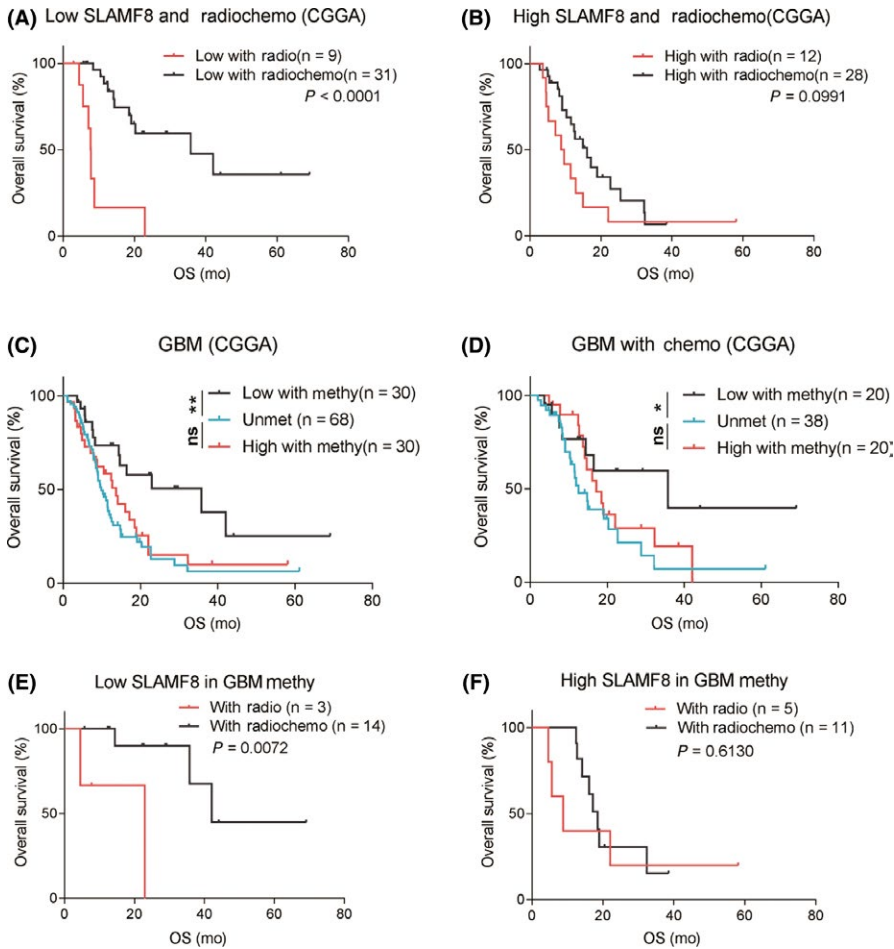 (A) Low SLAMF8 and radiochemo (CGGA)
Low with radio(n = 9)
Low with radiochemo(n = 31)
P < 0.0001
Overall survival (%)
100
50
0
0 20 40 60 80
OS (mo)
(B) High SLAMF8 and radiochemo(CGGA)
High with radio(n = 12)
High with radiochemo(n = 28)
P = 0.0991
Overall survival (%)
100
50
0
0 20 40 60 80
OS (mo)
(C) GBM (CGGA)
Low with methy(n = 30)
Unmet (n = 68)
High with methy(n = 30)
ns **
Overall survival (%)
100
50
0
0 20 40 60 80
OS (mo)
(D) GBM with chemo (CGGA)
Low with methy(n = 20)
Unmet (n = 38)
High with methy(n = 20)
ns *
Overall survival (%)
100
50
0
0 20 40 60 80
OS (mo)
(E) Low SLAMF8 in GBM methy
With radio (n = 3)
With radiochemo (n = 14)
P = 0.0072
Overall survival (%)
100
50
0
0 20 40 60 80
OS (mo)
(F) High SLAMF8 in GBM methy
With radio (n = 5)
With radiochemo (n = 11)
P = 0.6130
Overall survival (%)
100
50
0
0 20 40 60 80
OS (mo)